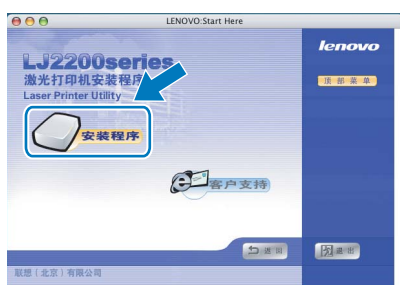 LENOVO:Start Here
lenovo
LJ2200series
激光打印机安装程序
顶部菜单
Laser Printer Utility
安装程序
客户支持
返回
退出
联想（北京）有限公司